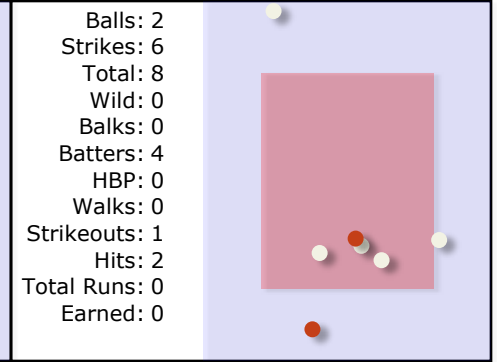 Balls: 2
Strikes: 6
Total: 8
Wild: 0
Balks: 0
Batters: 4
HBP: 0
Walks: 0
Strikeouts: 1
Hits: 2
Total Runs: 0
Earned: 0